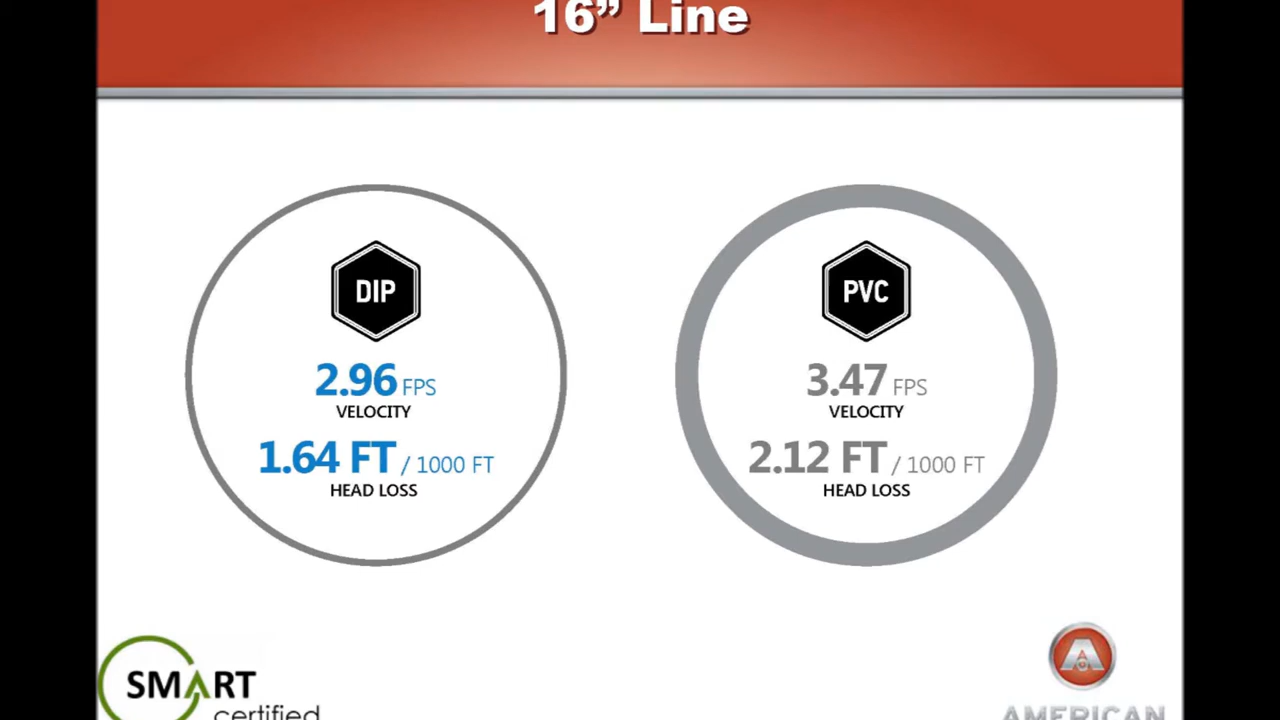 16” Line
DIP
2.96 FPS
VELOCITY
1.64 FT / 1000 FT
HEAD LOSS
PVC
3.47 FPS
VELOCITY
2.12 FT / 1000 FT
HEAD LOSS
SMART
certified
AMERICAN